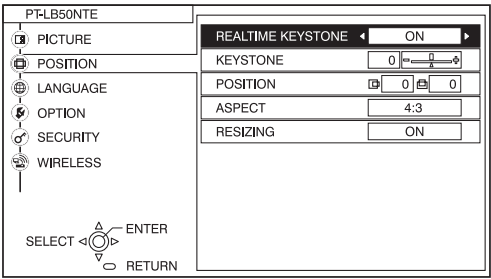 PT-LB50NTE
PICTURE
POSITION
LANGUAGE
OPTION
SECURITY
WIRELESS
SELECT
ENTER
RETURN
REALTIME KEYSTONE ON
KEYSTONE 0
POSITION 0 0
ASPECT 4:3
RESIZING ON